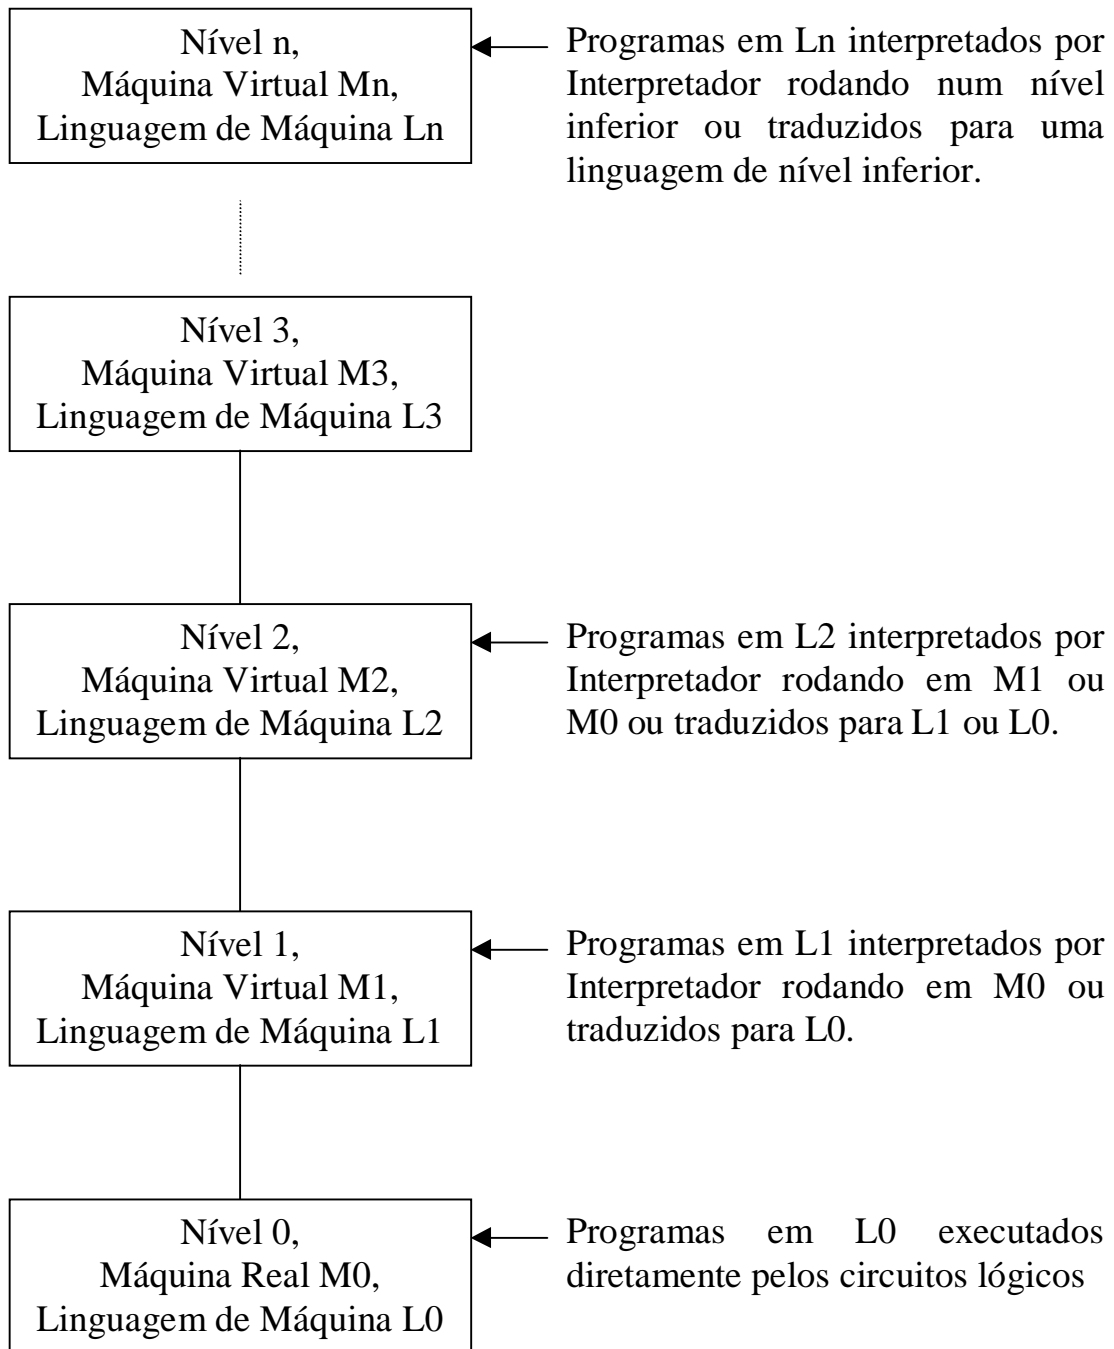 Nível n,
Máquina Virtual Mn,
Linguagem de Máquina Ln
Programas em Ln interpretados por
Interpretador rodando num nível
inferior ou traduzidos para uma
linguagem de nível inferior.
Nível 3,
Máquina Virtual M3,
Linguagem de Máquina L3
Nível 2,
Máquina Virtual M2,
Linguagem de Máquina L2
Programas em L2 interpretados por
Interpretador rodando em M1 ou
M0 ou traduzidos para L1 ou L0.
Nível 1,
Máquina Virtual M1,
Linguagem de Máquina L1
Programas em L1 interpretados por
Interpretador rodando em M0 ou
traduzidos para L0.
Nível 0,
Máquina Real M0,
Linguagem de Máquina L0
Programas em L0 executados
diretamente pelos circuitos lógicos